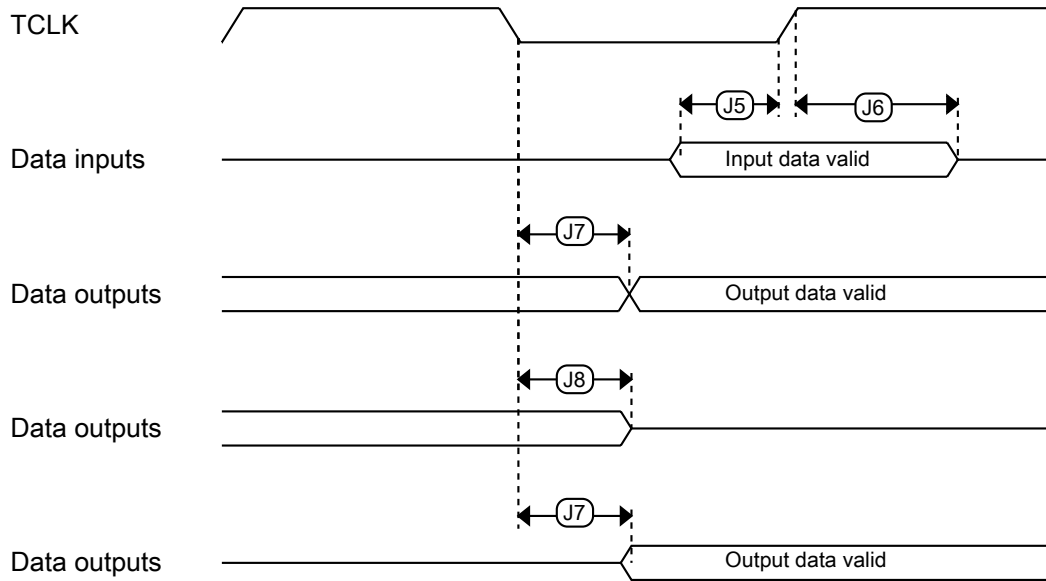 TCLK
J5
J6
Data inputs
Input data valid
J7
Data outputs
Output data valid
J8
Data outputs
J7
Data outputs
Output data valid